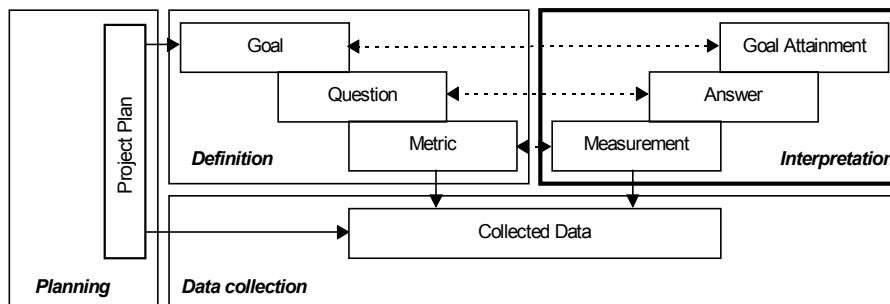 Goal
Goal Attainment
Question
Answer
Metric
Measurement
Definition
Interpretation
Project Plan
Collected Data
Planning
Data collection